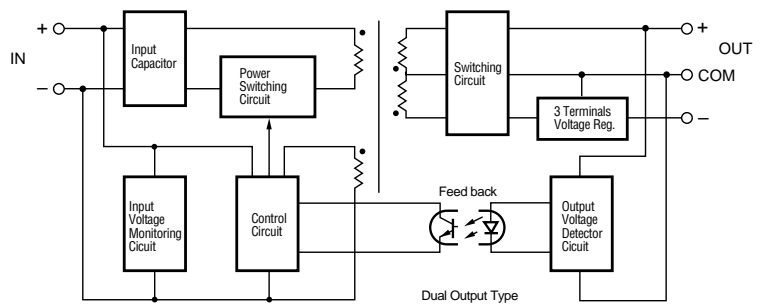 IN
+
−
Input
Capacitor
Power
Switching
Circuit
Switching
Circuit
+
OUT
COM
3 Terminals
Voltage Reg.
−
Input
Voltage
Monitoring
Cicuit
Control
Circuit
Feed back
Output
Voltage
Detector
Cicuit
Dual Output Type